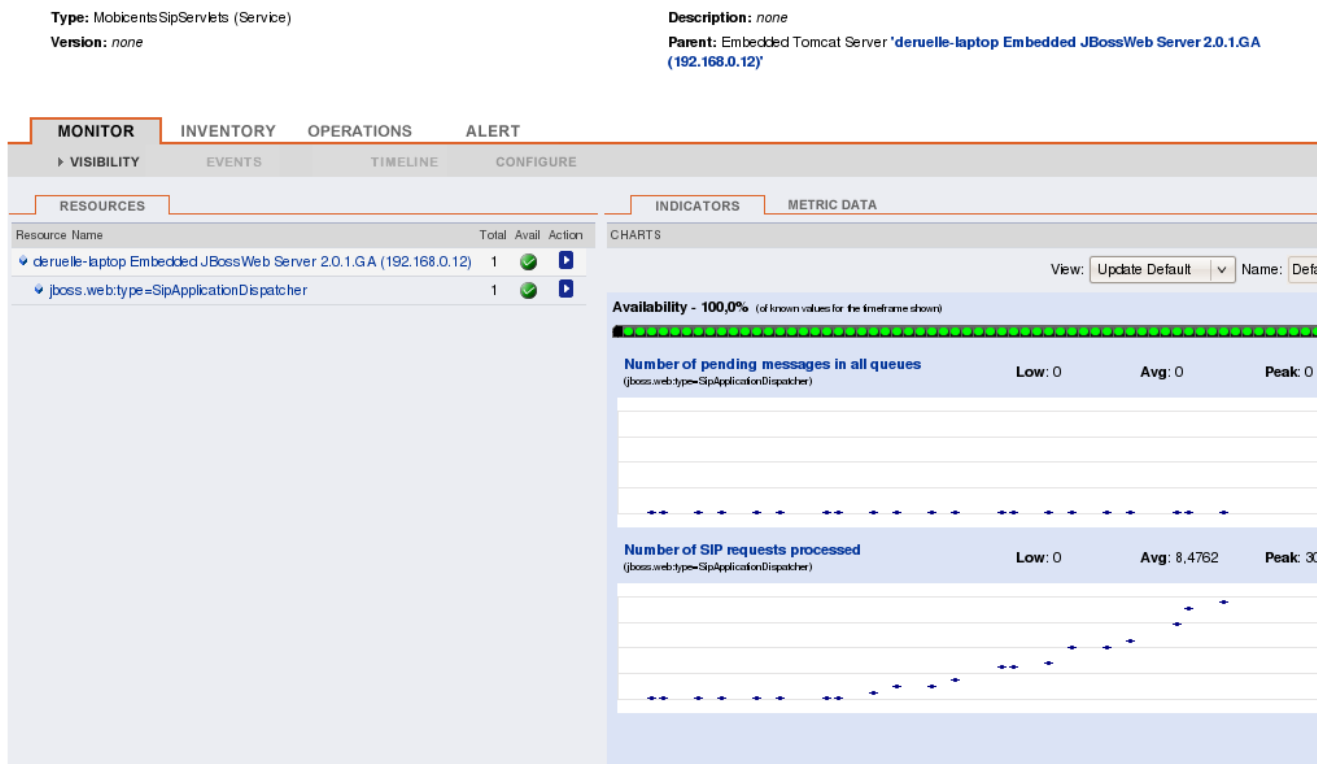 Type: MobicentsSipServlets (Service)
Description: none
Version: none
Parent: Embedded Tomcat Server 'deruelle-laptop Embedded JBossWeb Server 2.0.1.GA
(192.168.0.12)'
MONITOR INVENTORY OPERATIONS ALERT
VISIBILITY EVENTS TIMELINE CONFIGURE
RESOURCES
INDICATORS METRIC DATA
Resource Name Total Avail Action
CHARTS
deruelle-laptop Embedded JBossWeb Server 2.0.1.GA (192.168.0.12) 1
jboss.web:type=SipApplicationDispatcher 1
View: Update Default Name: Defa
Availability - 100,0% (of known values for the timeframe shown)
Number of pending messages in all queues Low: 0 Avg: 0 Peak: 0
(jboss.web:type=SipApplicationDispatcher)
Number of SIP requests processed Low: 0 Avg: 8,4762 Peak: 30
(jboss.web:type=SipApplicationDispatcher)